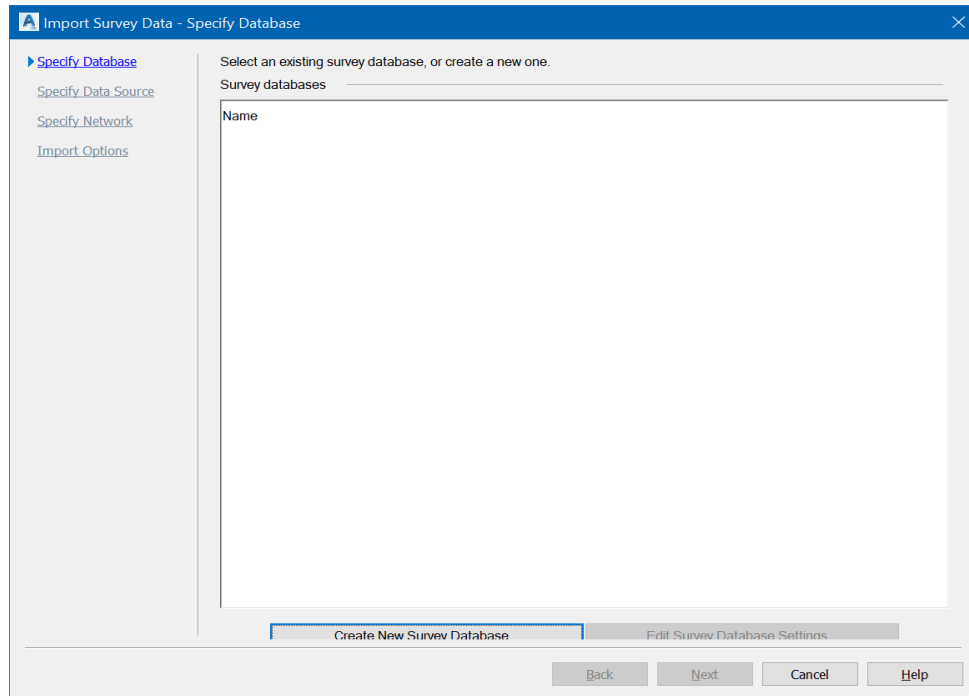 Import Survey Data - Specify Database
Specify Database
Specify Data Source
Specify Network
Import Options
Select an existing survey database, or create a new one.
Survey databases
Name
Create New Survey Database
Edit Survey Database Settings
Back
Next
Cancel
Help